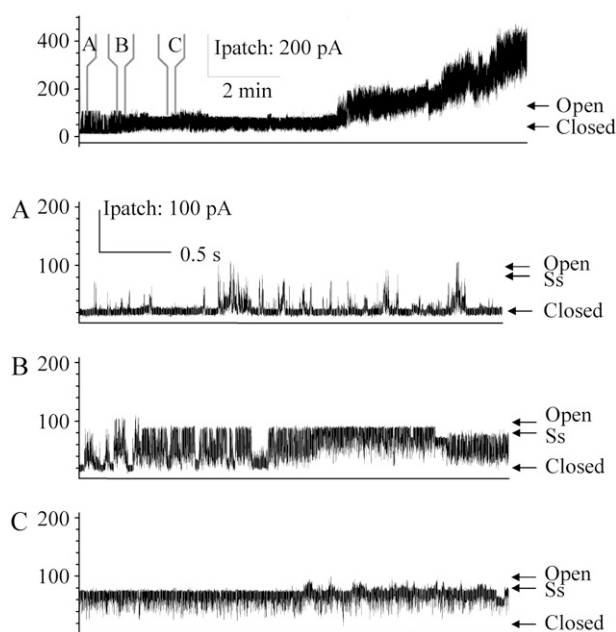 400
200
0
A
B
C
Ipatch: 200 pA
2 min
Open
Closed
A
200
100
Ipatch: 100 pA
0.5 s
Open
Ss
Closed
B
200
100
Open
Ss
Closed
C
200
100
Open
Ss
Closed